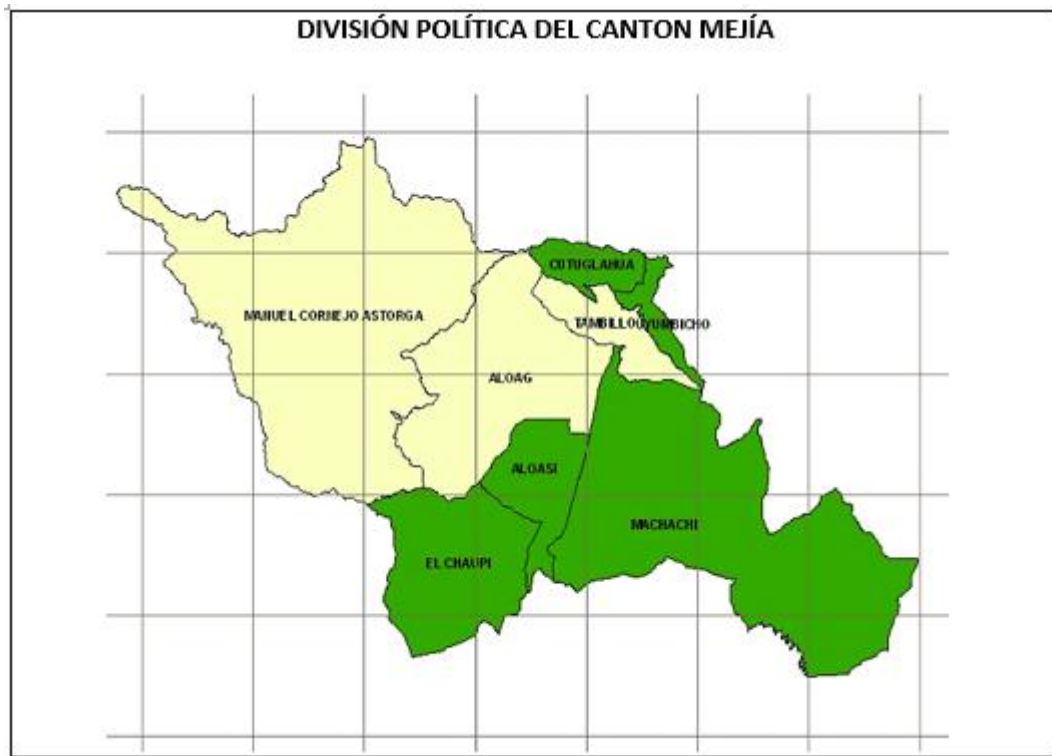 DIVISIÓN POLÍTICA DEL CANTON MEJÍA
CUTUGLAHUA
MANUEL CORNEJO ASTORGA
TAMBILLO
UYUMBICHO
ALOAG
ALOASI
MACHACHI
EL CHAUPI